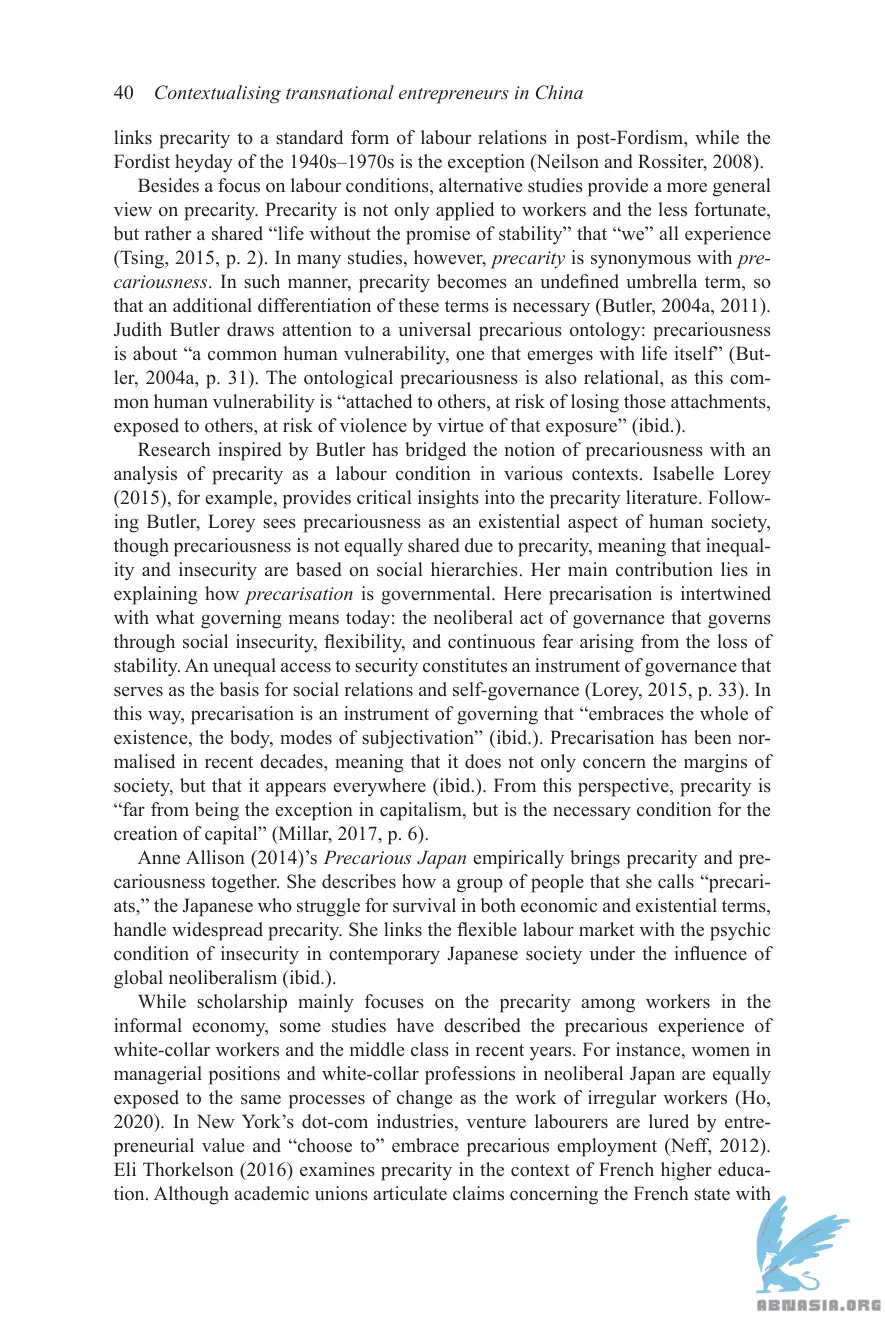 40 Contextualising transnational entrepreneurs in China
links precarity to a standard form of labour relations in post-Fordism, while the
Fordist heyday of the 1940s–1970s is the exception (Neilson and Rossiter, 2008).
Besides a focus on labour conditions, alternative studies provide a more general
view on precarity. Precarity is not only applied to workers and the less fortunate,
but rather a shared “life without the promise of stability” that “we” all experience
(Tsing, 2015, p. 2). In many studies, however, precarity is synonymous with pre-
cariousness. In such manner, precarity becomes an undefined umbrella term, so
that an additional differentiation of these terms is necessary (Butler, 2004a, 2011).
Judith Butler draws attention to a universal precarious ontology: precariousness
is about “a common human vulnerability, one that emerges with life itself” (But-
ler, 2004a, p. 31). The ontological precariousness is also relational, as this com-
mon human vulnerability is “attached to others, at risk of losing those attachments,
exposed to others, at risk of violence by virtue of that exposure” (ibid.).
Research inspired by Butler has bridged the notion of precariousness with an
analysis of precarity as a labour condition in various contexts. Isabelle Lorey
(2015), for example, provides critical insights into the precarity literature. Follow-
ing Butler, Lorey sees precariousness as an existential aspect of human society,
though precariousness is not equally shared due to precarity, meaning that inequal-
ity and insecurity are based on social hierarchies. Her main contribution lies in
explaining how precarisation is governmental. Here precarisation is intertwined
with what governing means today: the neoliberal act of governance that governs
through social insecurity, flexibility, and continuous fear arising from the loss of
stability. An unequal access to security constitutes an instrument of governance that
serves as the basis for social relations and self-governance (Lorey, 2015, p. 33). In
this way, precarisation is an instrument of governing that “embraces the whole of
existence, the body, modes of subjectivation” (ibid.). Precarisation has been nor-
malised in recent decades, meaning that it does not only concern the margins of
society, but that it appears everywhere (ibid.). From this perspective, precarity is
“far from being the exception in capitalism, but is the necessary condition for the
creation of capital” (Millar, 2017, p. 6).
Anne Allison (2014)’s Precarious Japan empirically brings precarity and pre-
cariousness together. She describes how a group of people that she calls “precari-
ats,” the Japanese who struggle for survival in both economic and existential terms,
handle widespread precarity. She links the flexible labour market with the psychic
condition of insecurity in contemporary Japanese society under the influence of
global neoliberalism (ibid.).
While scholarship mainly focuses on the precarity among workers in the
informal economy, some studies have described the precarious experience of
white-collar workers and the middle class in recent years. For instance, women in
managerial positions and white-collar professions in neoliberal Japan are equally
exposed to the same processes of change as the work of irregular workers (Ho,
2020). In New York’s dot-com industries, venture labourers are lured by entre-
preneurial value and “choose to” embrace precarious employment (Neff, 2012).
Eli Thorkelson (2016) examines precarity in the context of French higher educa-
tion. Although academic unions articulate claims concerning the French state with
ABNASIA.ORG